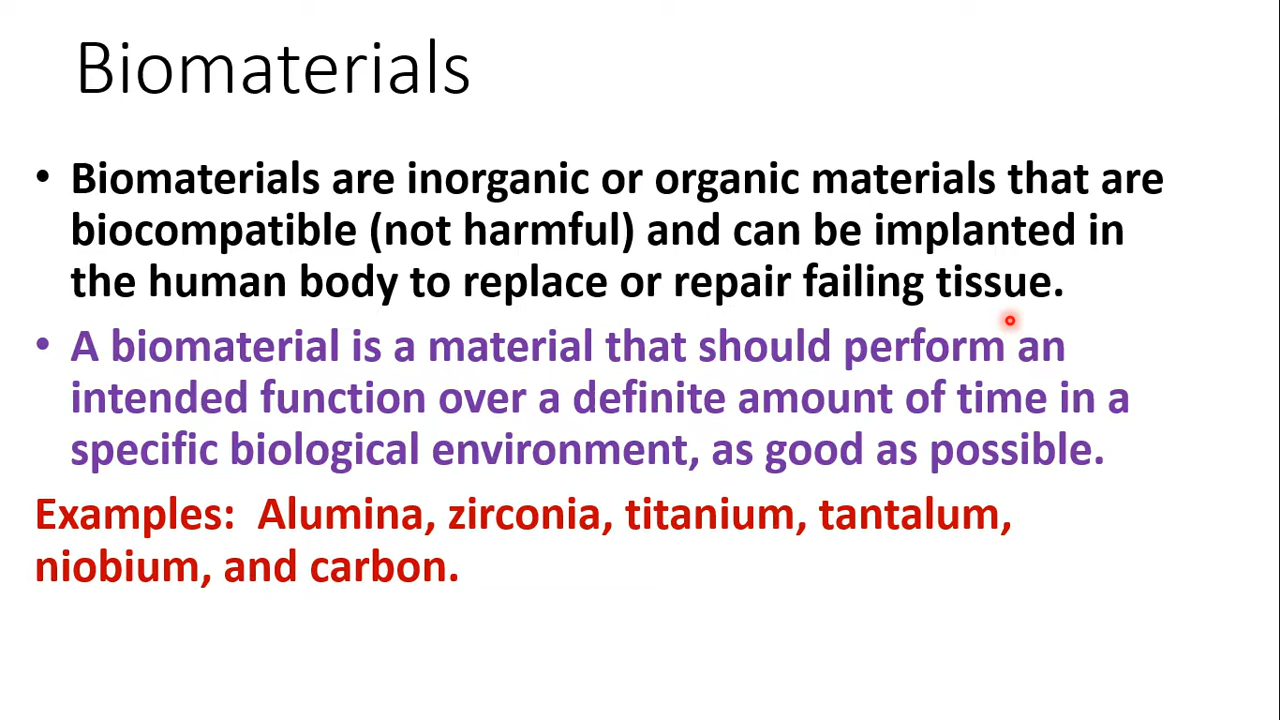 Biomaterials
• Biomaterials are inorganic or organic materials that are
biocompatible (not harmful) and can be implanted in
the human body to replace or repair failing tissue.
• A biomaterial is a material that should perform an
intended function over a definite amount of time in a
specific biological environment, as good as possible.
Examples:  Alumina, zirconia, titanium, tantalum,
niobium, and carbon.